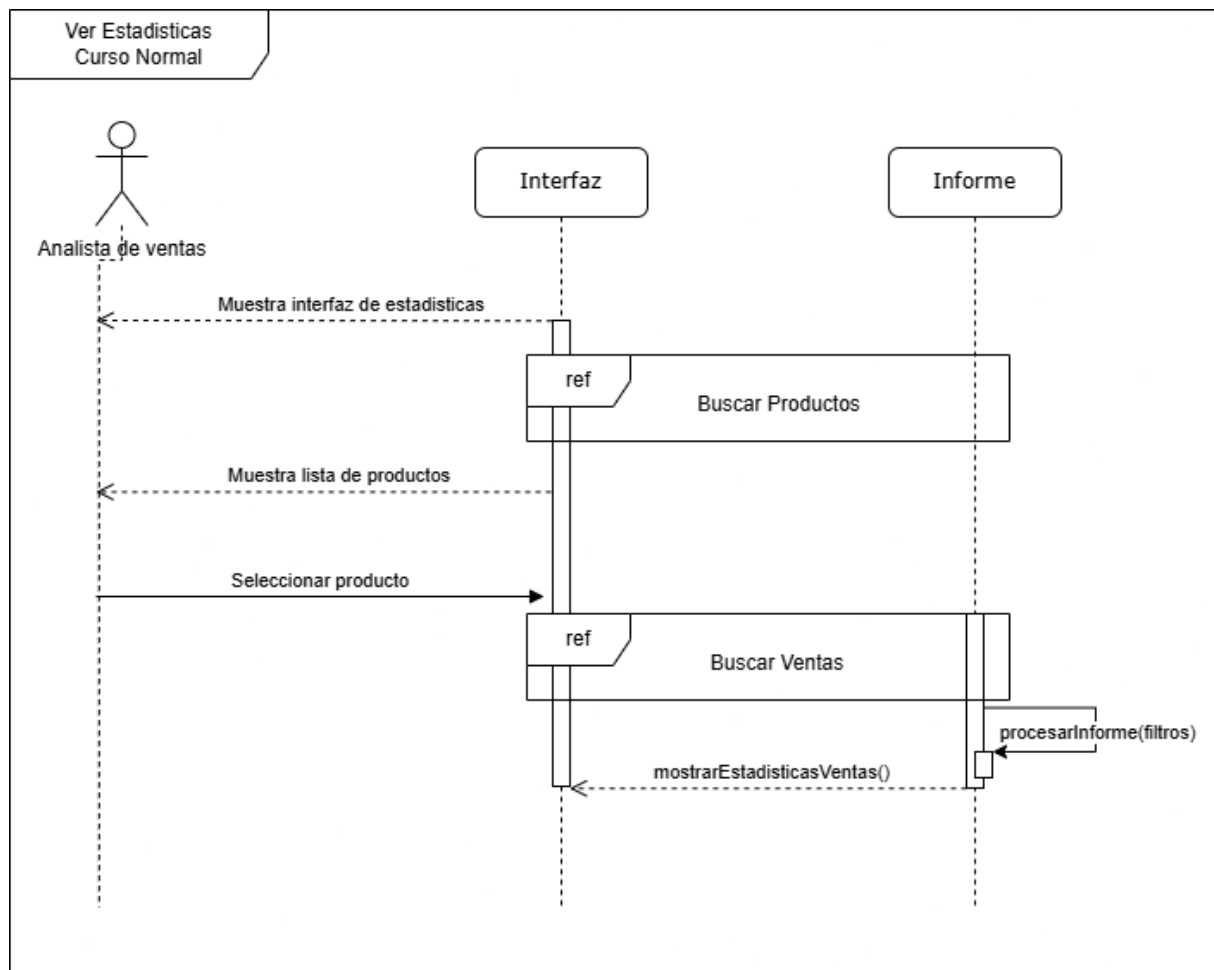 Ver Estadisticas
Curso Normal
Interfaz
Informe
Analista de ventas
Muestra interfaz de estadisticas
ref
Buscar Productos
Muestra lista de productos
Seleccionar producto
ref
Buscar Ventas
procesarInforme(filtros)
mostrarEstadisticasVentas()